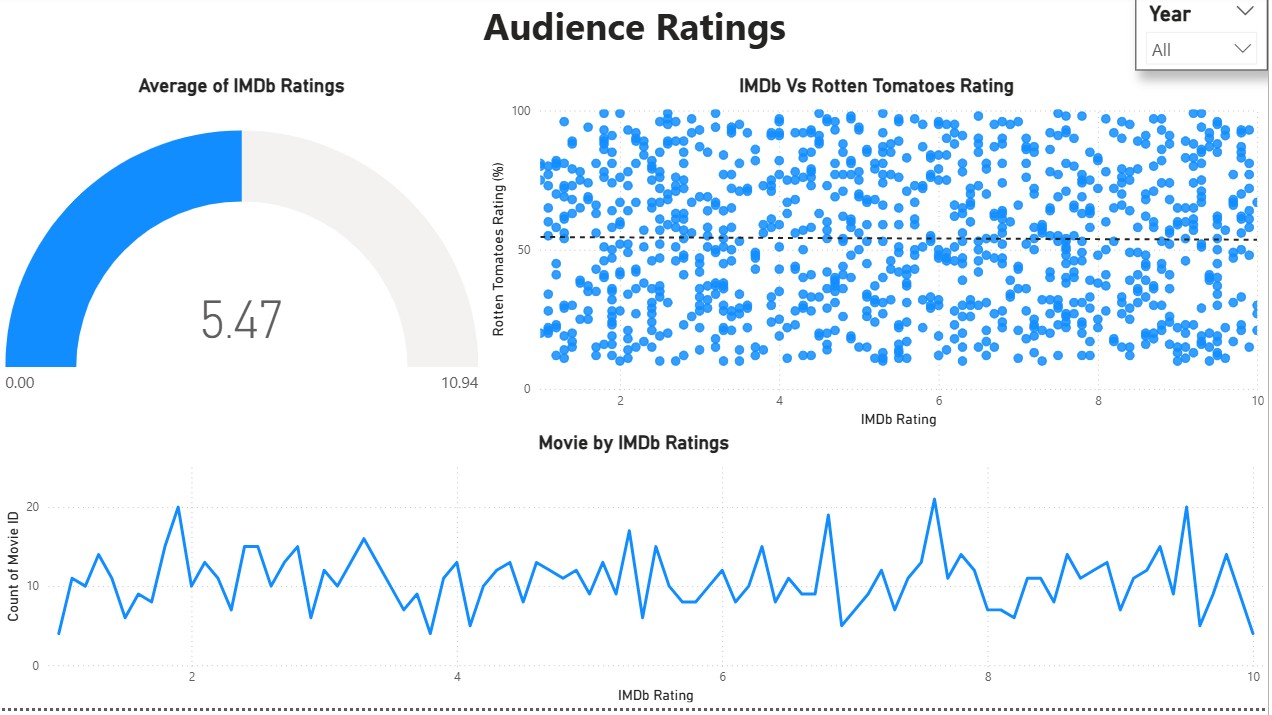 Audience Ratings
Year
All
Average of IMDb Ratings
5.47
0.00
10.94
IMDb Vs Rotten Tomatoes Rating
Rotten Tomatoes Rating (%)
100
50
0
2 4 6 8 10
IMDb Rating
Movie by IMDb Ratings
Count of Movie ID
20
10
0
2 4 6 8 10
IMDb Rating